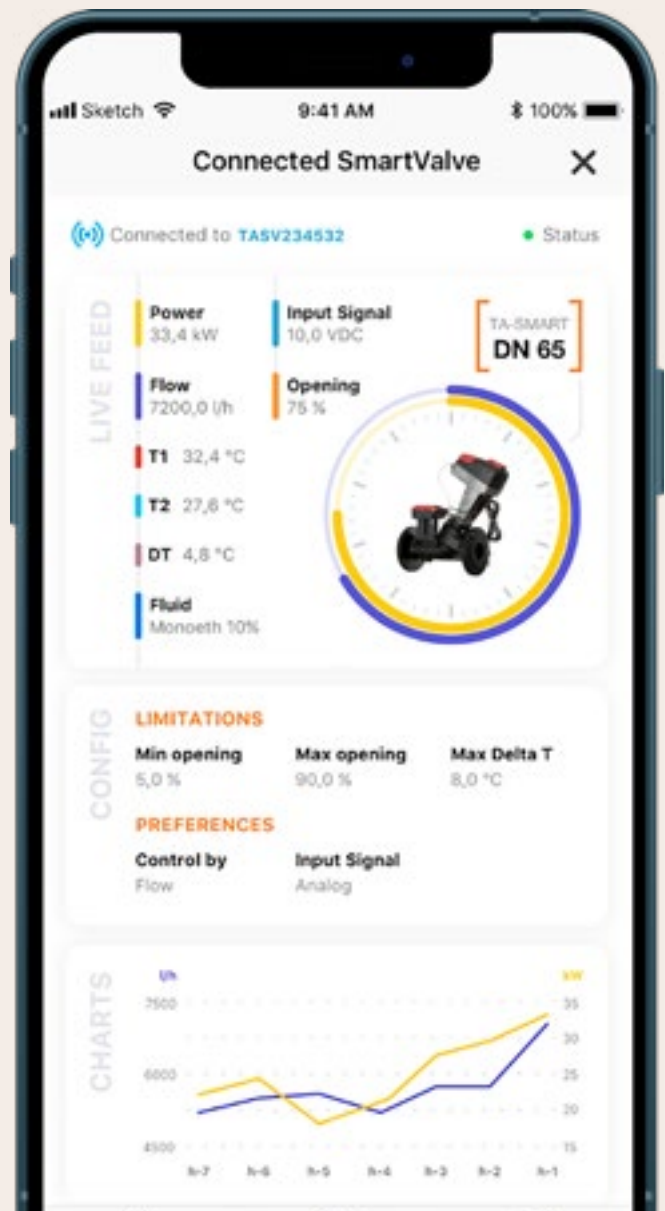 Sketch 9:41 AM 100%
Connected SmartValve
Connected to TASV234532 Status
LIVE FEED
Power
33,4 kW
Input Signal
10,0 VDC
TA-SMART
DN 65
Flow
7200,0 l/h
Opening
75 %
T1 32,4 °C
T2 27,6 °C
DT 4,8 °C
Fluid
Monoeth 10%
CONFIG
LIMITATIONS
Min opening
5,0 %
Max opening
90,0 %
Max Delta T
8,0 °C
PREFERENCES
Control by
Flow
Input Signal
Analog
CHARTS
l/h kW
7500 35
30
6000 25
20
4500 15
h-7 h-6 h-5 h-4 h-3 h-2 h-1